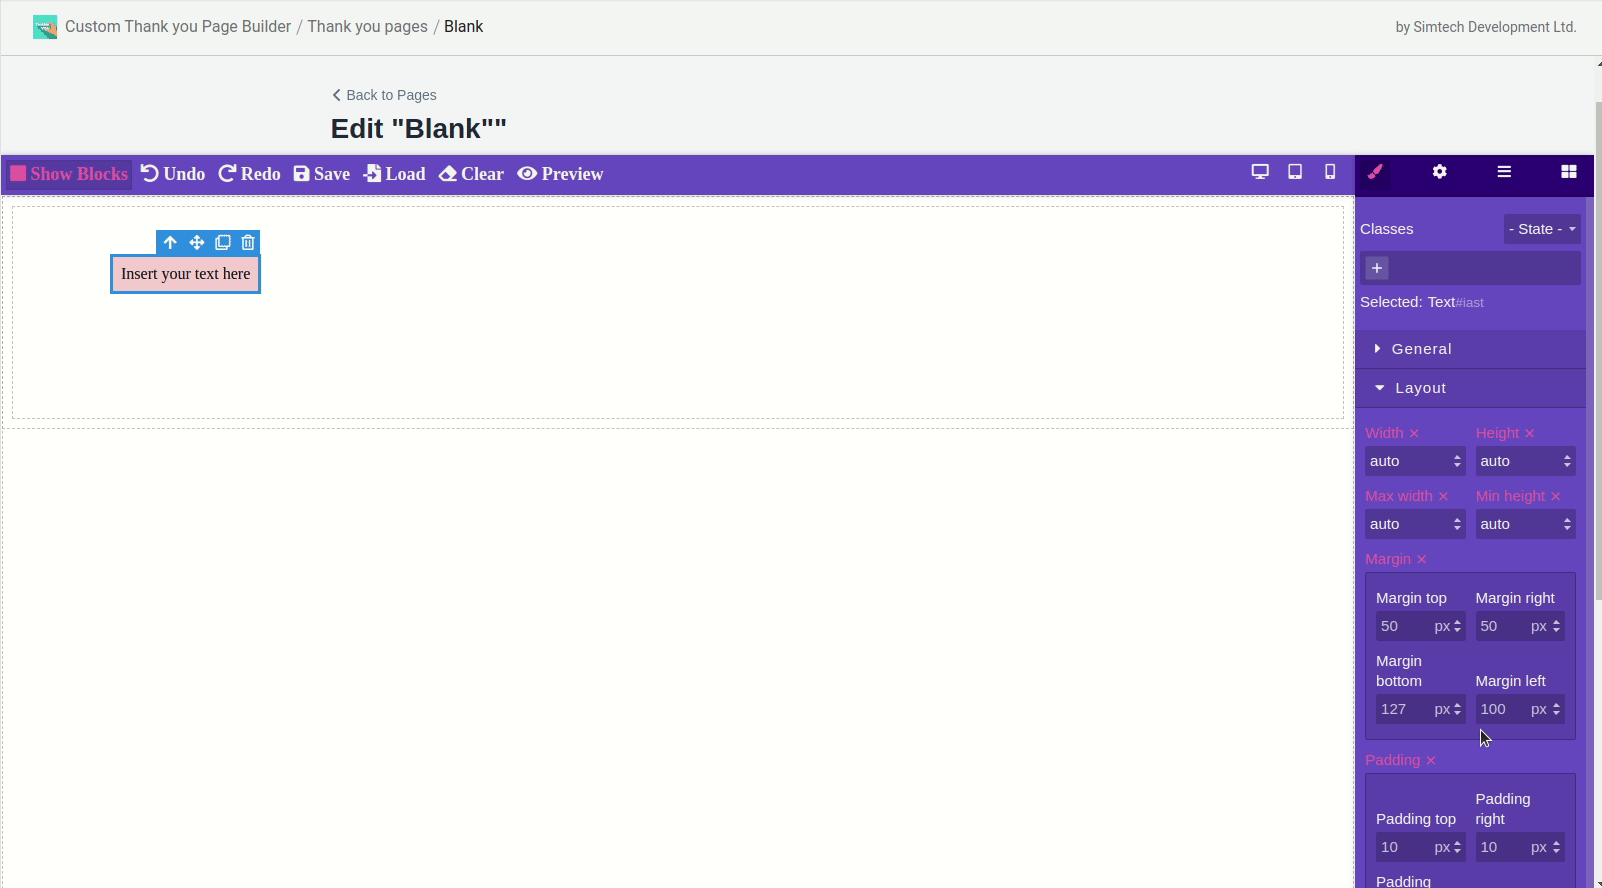 Custom Thank you Page Builder / Thank you pages / Blank
by Simtech Development Ltd.
Back to Pages
Edit "Blank""
Show Blocks Undo Redo Save Load Clear Preview
Insert your text here
Classes
- State -
+
Selected: Text#iast
General
Layout
Width ×
Height ×
auto
auto
Max width ×
Min height ×
auto
auto
Margin ×
Margin top
Margin right
50 px
50 px
Margin
bottom
Margin left
127 px
100 px
Padding ×
Padding top
Padding
right
10 px
10 px
Padding